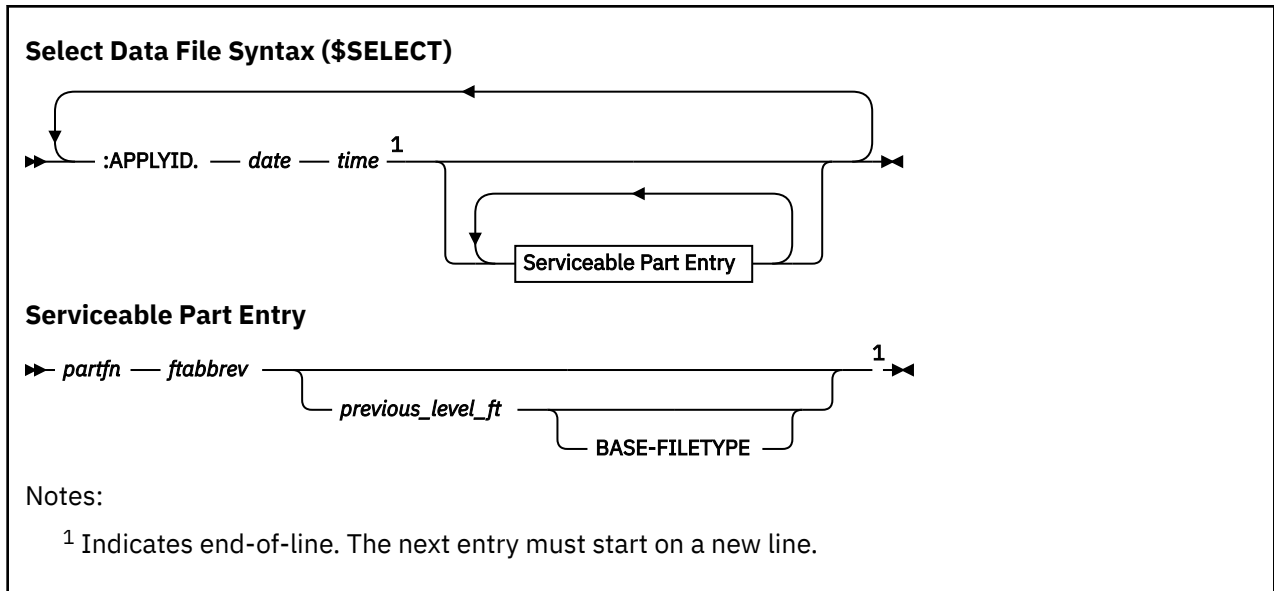 Select Data File Syntax ($SELECT)
:APPLYID. date time 1
Serviceable Part Entry
Serviceable Part Entry
partfn ftabbrev 1
previous_level_ft
BASE-FILETYPE
Notes:
1 Indicates end-of-line. The next entry must start on a new line.